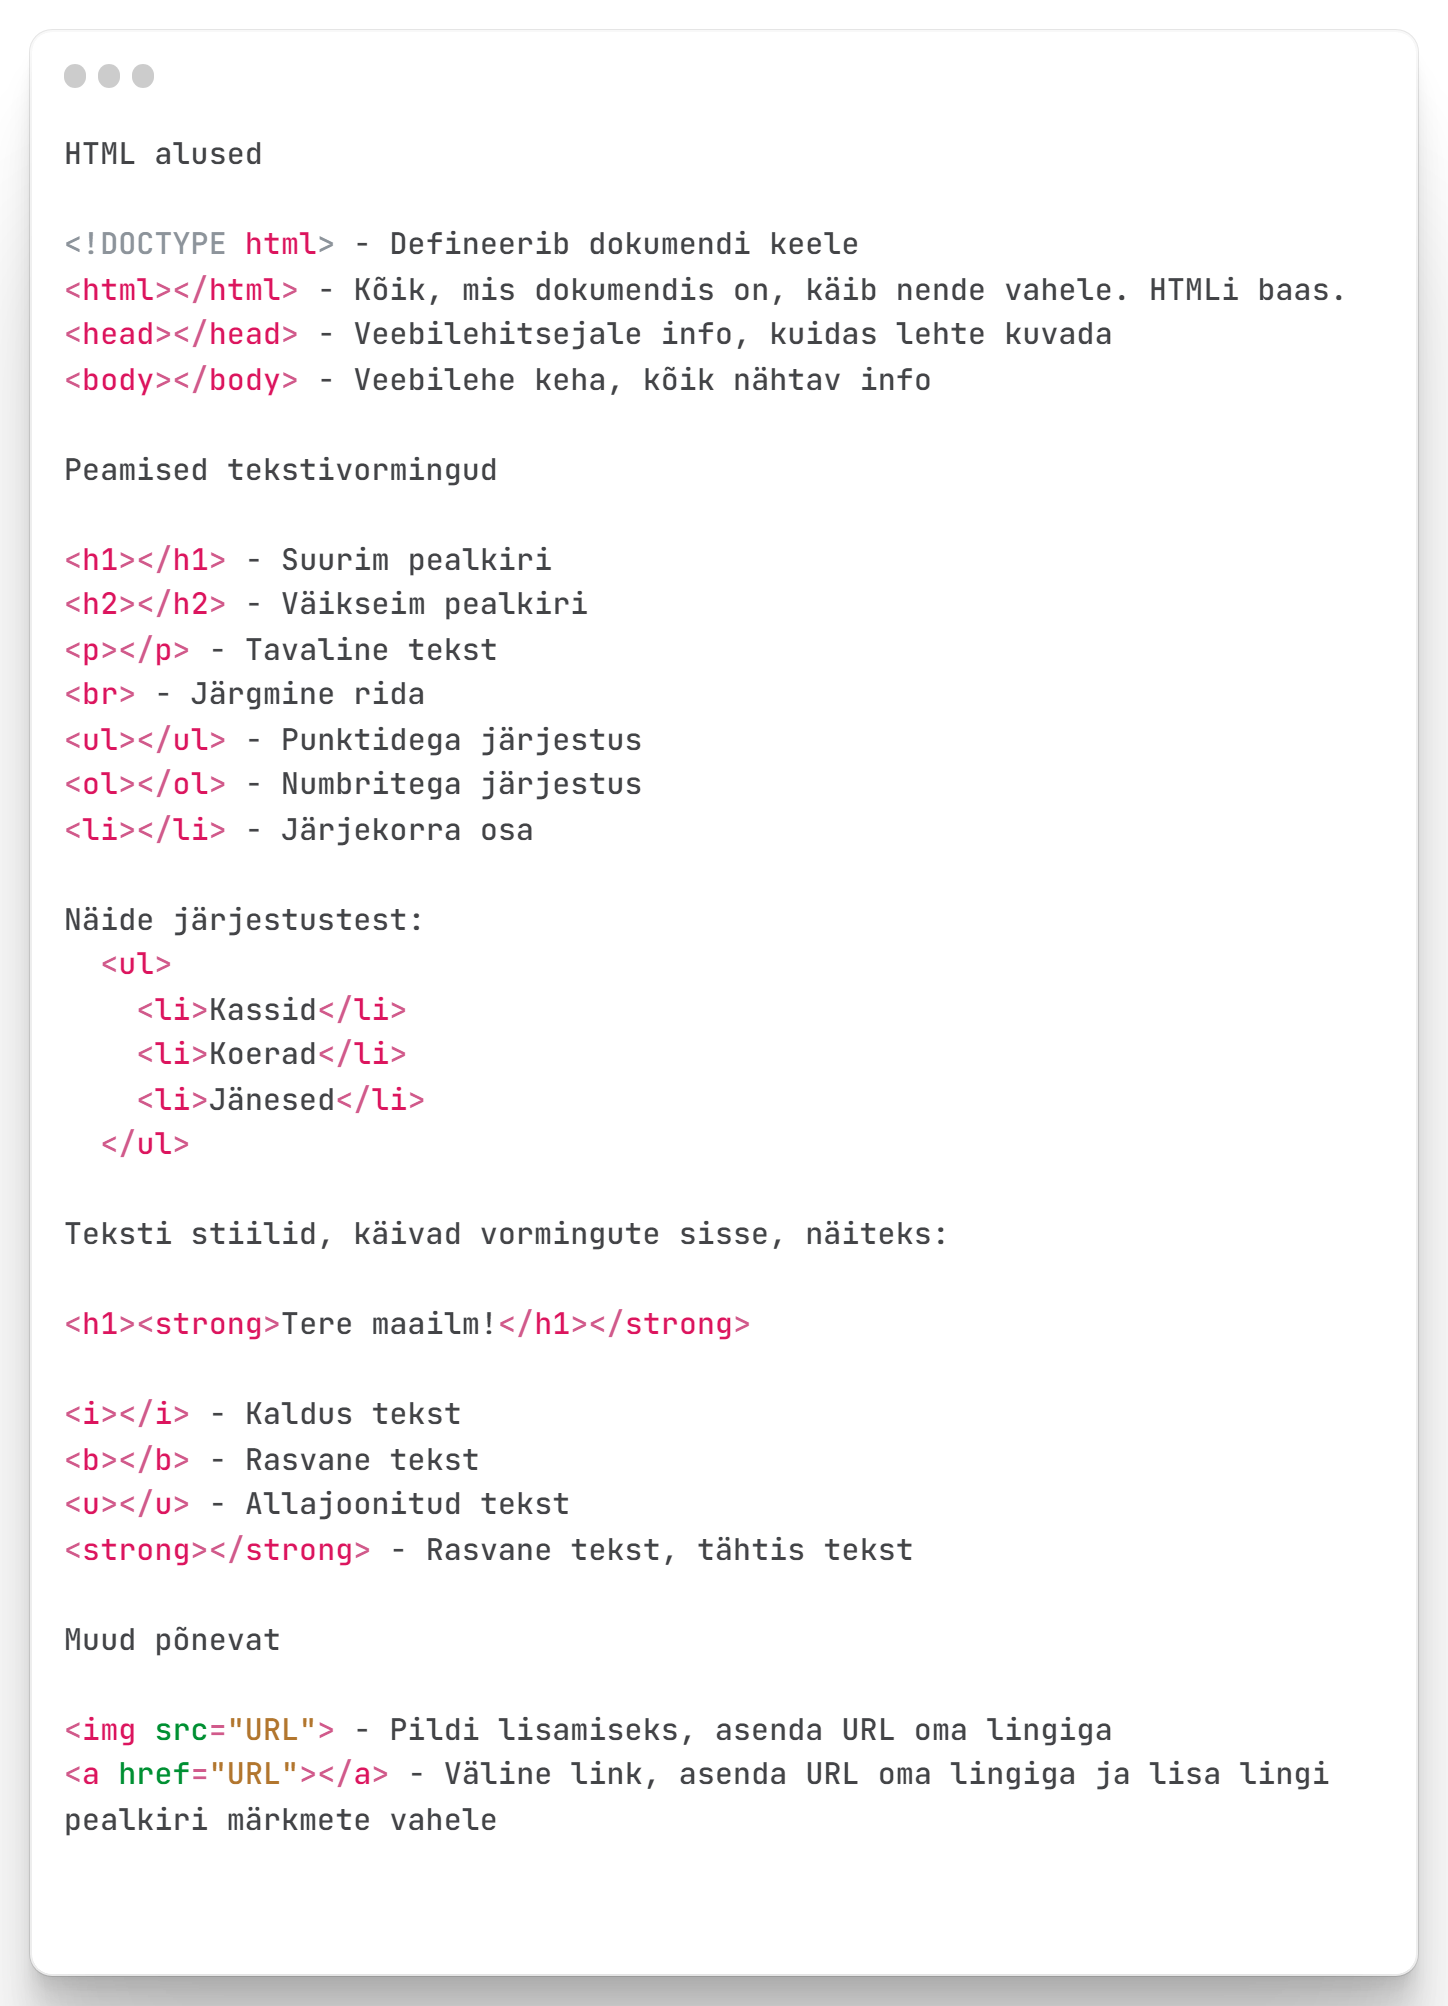 HTML alused
<!DOCTYPE html> - Defineerib dokumendi keele
<html></html> - Kõik, mis dokumendis on, käib nende vahele. HTMLi baas.
<head></head> - Veebilehitsejale info, kuidas lehte kuvada
<body></body> - Veebilehe keha, kõik nähtav info
Peamised tekstivormingud
<h1></h1> - Suurim pealkiri
<h2></h2> - Väikseim pealkiri
<p></p> - Tavaline tekst
<br> - Järgmine rida
<ul></ul> - Punktidega järjestus
<ol></ol> - Numbritega järjestus
<li></li> - Järjekorra osa
Näide järjestustest:
<ul>
<li>Kassid</li>
<li>Koerad</li>
<li>Jänesed</li>
</ul>
Teksti stiilid, käivad vormingute sisse, näiteks:
<h1><strong>Tere maailm!</h1></strong>
<i></i> - Kaldus tekst
<b></b> - Rasvane tekst
<u></u> - Allajoonitud tekst
<strong></strong> - Rasvane tekst, tähtis tekst
Muud põnevat
<img src="URL"> - Pildi lisamiseks, asenda URL oma lingiga
<a href="URL"></a> - Väline link, asenda URL oma lingiga ja lisa lingi
pealkiri märkmete vahele